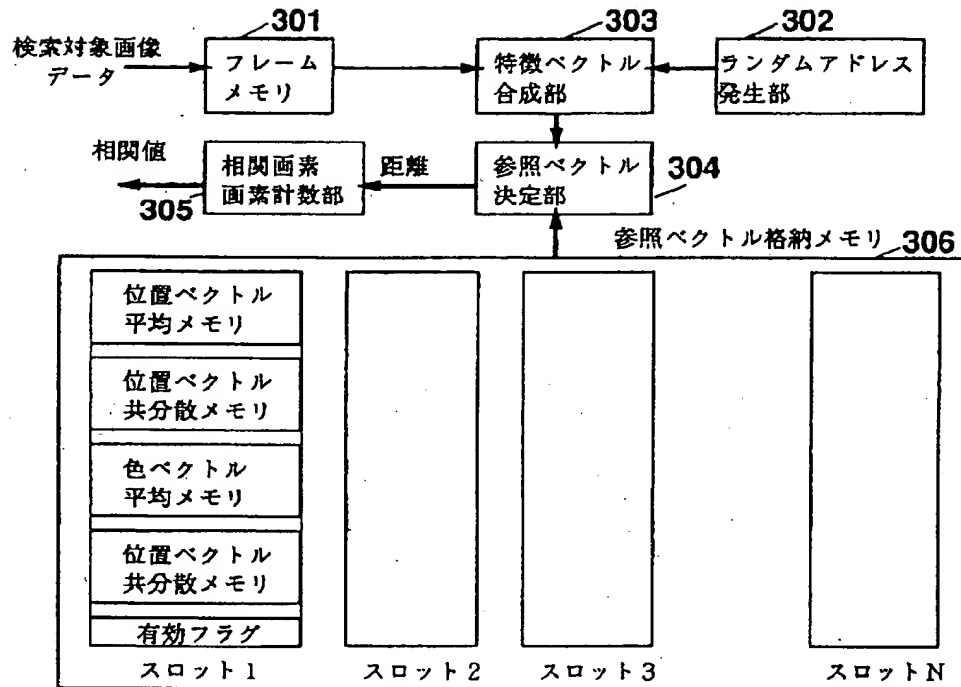 301
303
302
検索対象画像
データ
フレーム
メモリ
特徴ベクトル
合成部
ランダムアドレス
発生部
相関値
相関画素
画素計数部
305
距離
参照ベクトル
決定部
304
参照ベクトル格納メモリ 306
位置ベクトル
平均メモリ
位置ベクトル
共分散メモリ
色ベクトル
平均メモリ
位置ベクトル
共分散メモリ
有効フラグ
スロット1
スロット2
スロット3
スロットN